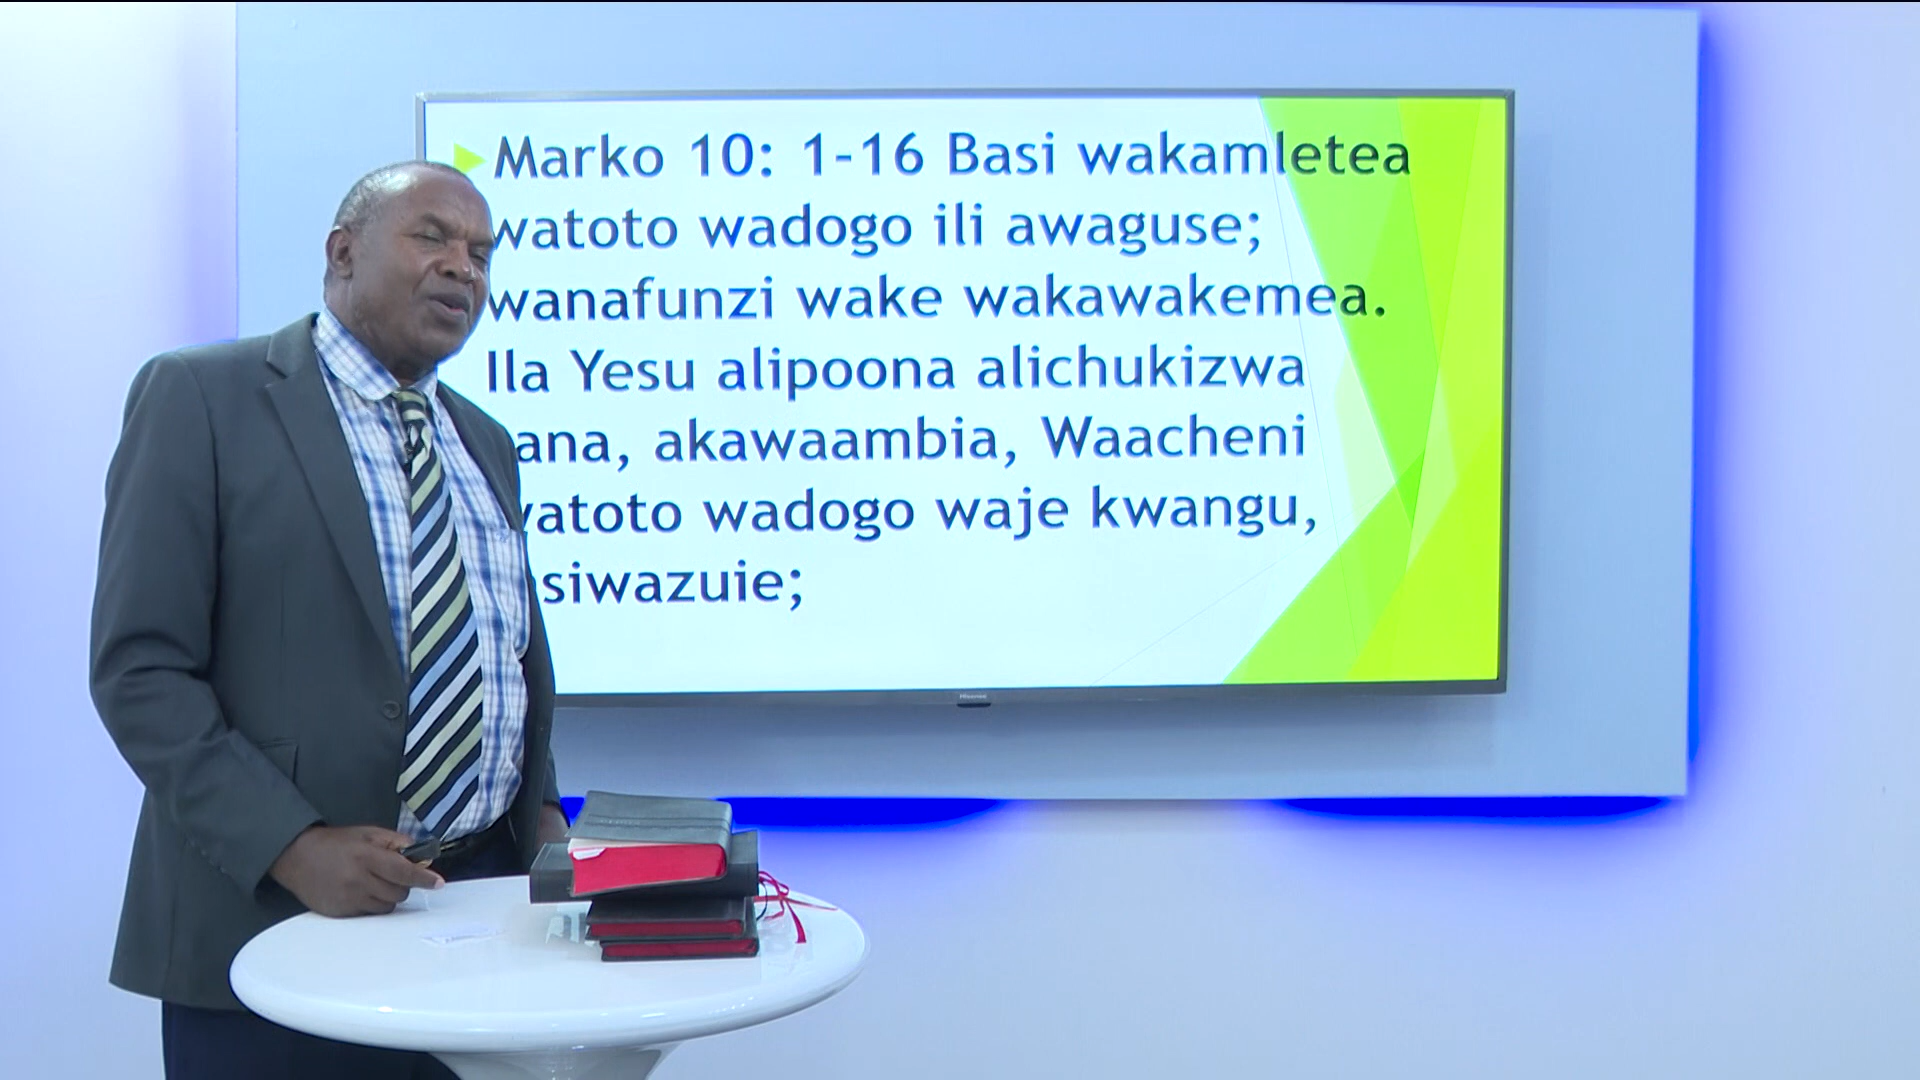 Marko 10: 1-16 Basi wakamletea
watoto wadogo ili awaguse;
wanafunzi wake wakawakemea.
Ila Yesu alipoona alichukizwa
akawaambia, Waacheni
wadogo waje kwangu,
Hisense